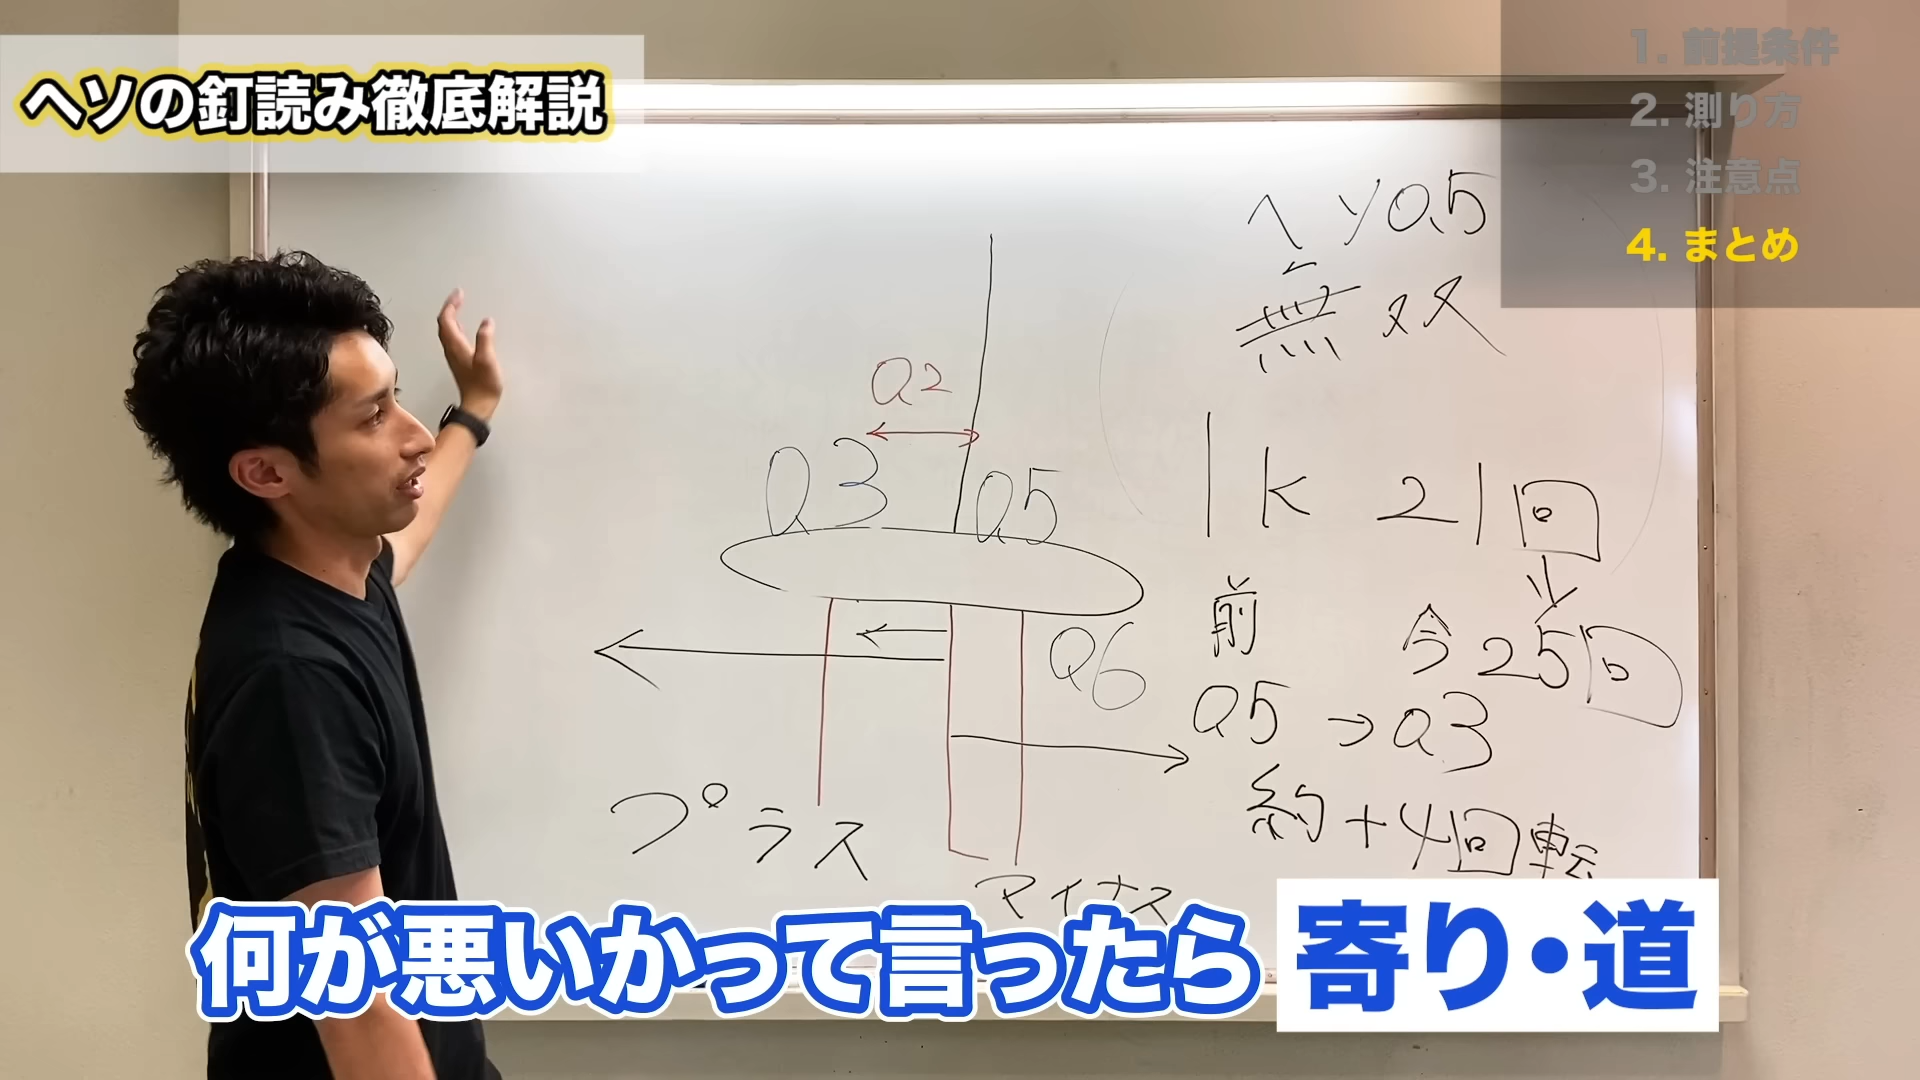 ヘソの釘読み徹底解説
1. 前提条件
2. 測り方
3. 注意点
4. まとめ
ヘソ0.5
無双
1k 21回
今25回
前
0.5→0.3
約+4回転
0.2
0.3
0.5
0.6
プラス
マイナス
何が悪いかって言ったら 寄り・道